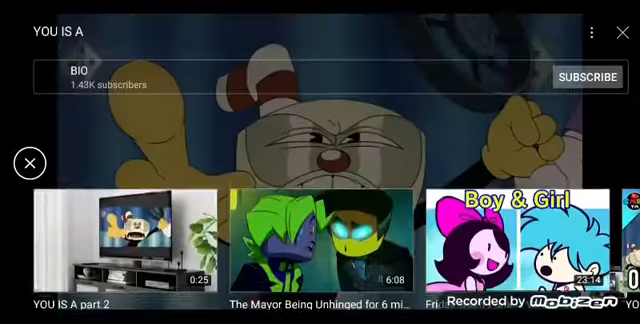 YOU IS A
BIO
1.43K subscribers
SUBSCRIBE
0:25
6:08
Boy & Girl
23:14
YOU IS A part 2
The Mayor Being Unhinged for 6 mi...
Recorded by Mobizen
YO